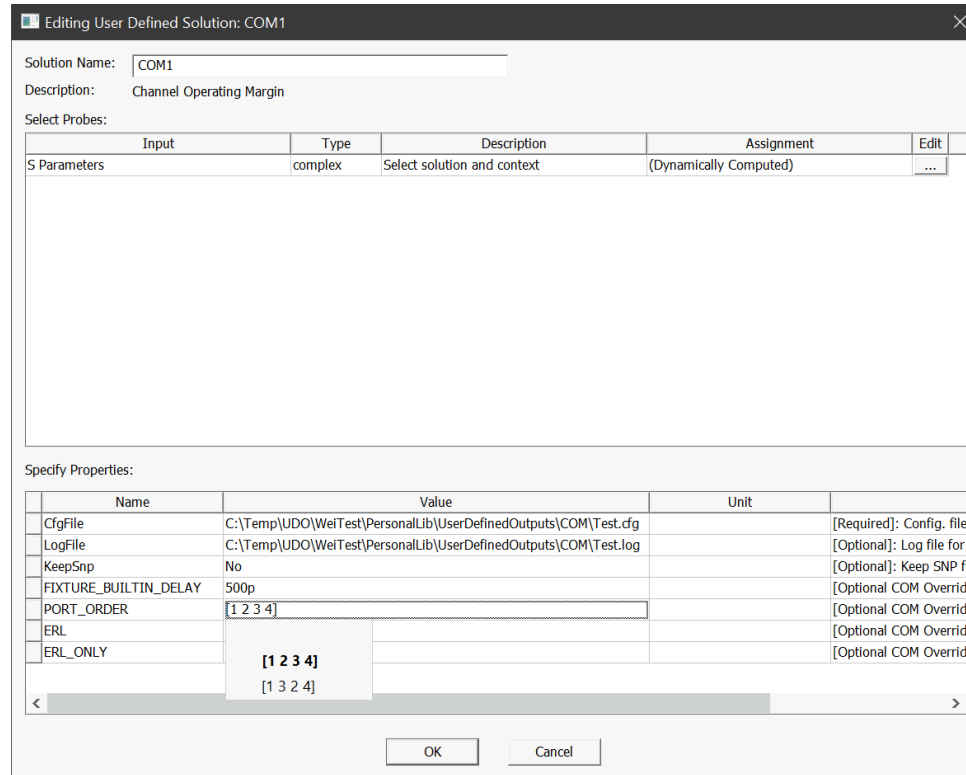 Editing User Defined Solution: COM1
Solution Name: COM1
Description: Channel Operating Margin
Select Probes:
Input Type Description Assignment Edit
S Parameters complex Select solution and context (Dynamically Computed) ...
Specify Properties:
Name Value Unit
CfgFile C:\Temp\UDO\WeiTest\PersonalLib\UserDefinedOutputs\COM\Test.cfg [Required]: Config. file
LogFile C:\Temp\UDO\WeiTest\PersonalLib\UserDefinedOutputs\COM\Test.log [Optional]: Log file for
KeepSnp No [Optional]: Keep SNP f
FIXTURE_BUILTIN_DELAY 500p [Optional COM Overrid
PORT_ORDER [1 2 3 4] [Optional COM Overrid
ERL [Optional COM Overrid
ERL_ONLY [Optional COM Overrid
[1 2 3 4]
[1 3 2 4]
OK Cancel